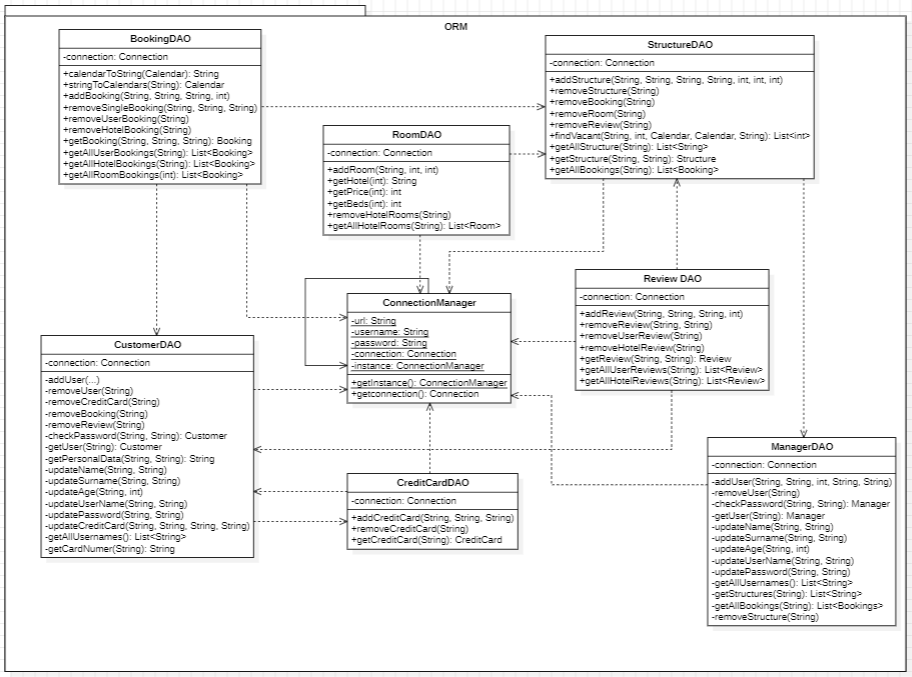 ORM
BookingDAO
-connection: Connection
+calendarToString(Calendar): String
+stringToCalendars(String): Calendar
+addBooking(String, String, String, int)
+removeSingleBooking(String, String, String)
+removeUserBooking(String)
+removeHotelBooking(String)
+getBooking(String, String, String): Booking
+getAllUserBookings(String): List<Booking>
+getAllHotelBookings(String): List<Booking>
+getAllRoomBookings(int): List<Booking>
StructureDAO
-connection: Connection
+addStructure(String, String, String, String, int, int, int)
+removeStructure(String)
+removeBooking(String)
+removeRoom(String)
+removeReview(String)
+findVacant(String, int, Calendar, Calendar, String): List<int>
+getAllStructure(String): List<String>
+getStructure(String, String): Structure
+getAllBookings(String): List<Booking>
RoomDAO
-connection: Connection
+addRoom(String, int, int)
+getHotel(int): String
+getPrice(int): int
+getBeds(int): int
+removeHotelRooms(String)
+getAllHotelRooms(String): List<Room>
ConnectionManager
-url: String
-username: String
-password: String
-connection: Connection
-instance: ConnectionManager
+getInstance(): ConnectionManager
+getconnection(): Connection
Review DAO
-connection: Connection
+addReview(String, String, String, int)
+removeReview(String, String)
+removeUserReview(String)
+removeHotelReview(String)
+getReview(String, String): Review
+getAllUserReviews(String): List<Review>
+getAllHotelReviews(String): List<Review>
CustomerDAO
-connection: Connection
-addUser(...)
-removeUser(String)
-removeCreditCard(String)
-removeBooking(String)
-removeReview(String)
-checkPassword(String, String): Customer
-getUser(String): Customer
-getPersonalData(String, String): String
-updateName(String, String)
-updateSurname(String, String)
-updateAge(String, int)
-updateUserName(String, String)
-updatePassword(String, String)
-updateCreditCard(String, String, String, String)
-getAllUsernames(): List<String>
-getCardNumer(String): String
CreditCardDAO
-connection: Connection
+addCreditCard(String, String, String)
+removeCreditCard(String)
+getCreditCard(String): CreditCard
ManagerDAO
-connection: Connection
-addUser(String, String, int, String, String)
-removeUser(String)
-checkPassword(String, String): Manager
-getUser(String): Manager
-updateName(String, String)
-updateSurname(String, String)
-updateAge(String, int)
-updateUserName(String, String)
-updatePassword(String, String)
-getAllUsernames(): List<String>
-getStructures(String): List<String>
-getAllBookings(String): List<Bookings>
-removeStructure(String)